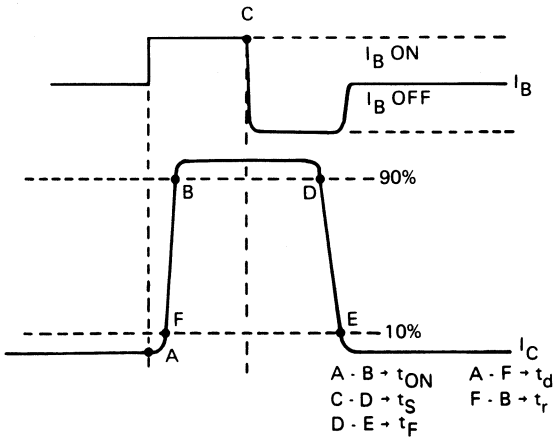 C
I_B ON
I_B
I_B OFF
90%
B
D
F
E
10%
A
I_C
A - B → t_ON
A - F → t_d
C - D → t_S
F - B → t_r
D - E → t_F